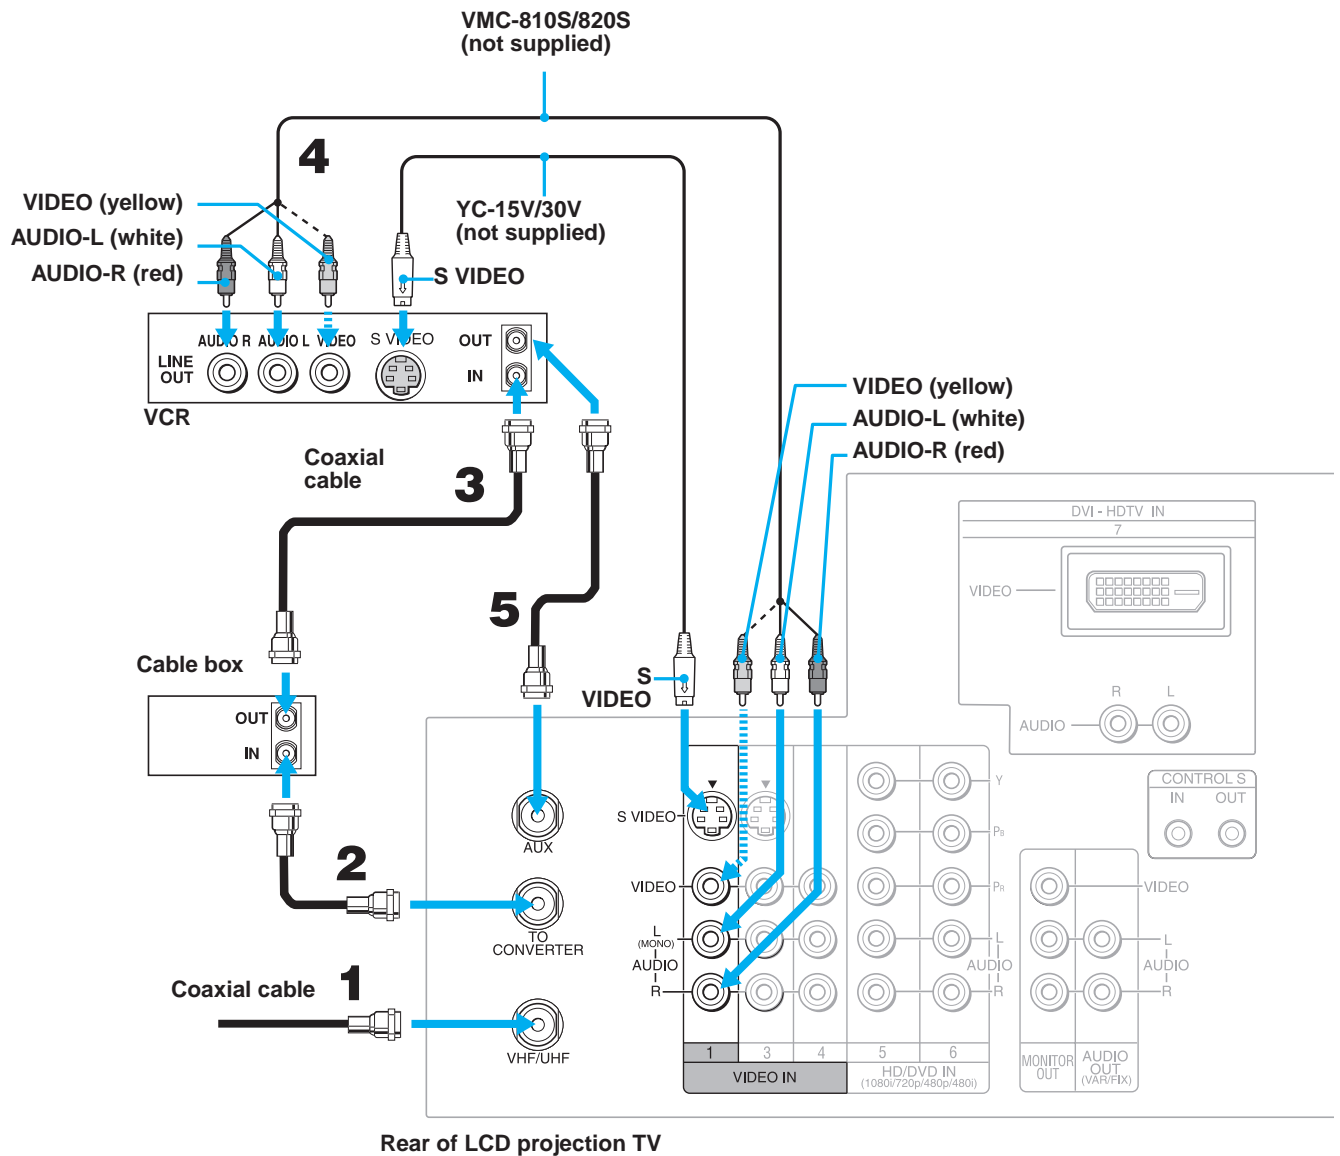 VMC-810S/820S
(not supplied)
4
VIDEO (yellow)
AUDIO-L (white)
AUDIO-R (red)
YC-15V/30V
(not supplied)
S VIDEO
AUDIO R AUDIO L VIDEO S VIDEO OUT
LINE
OUT
IN
VCR
Coaxial
cable
3
5
VIDEO (yellow)
AUDIO-L (white)
AUDIO-R (red)
DVI - HDTV IN
7
VIDEO
R L
AUDIO
CONTROL S
IN OUT
Cable box
OUT
IN
S
VIDEO
2
Coaxial cable
1
AUX
TO
CONVERTER
VHF/UHF
S VIDEO
VIDEO
L
(MONO)
AUDIO
R
Y
PB
PR
L
AUDIO
R
VIDEO
L
AUDIO
R
1 3 4 5 6
VIDEO IN
HD/DVD IN
(1080i/720p/480p/480i)
MONITOR
OUT
AUDIO
OUT
(VAR/FIX)
Rear of LCD projection TV